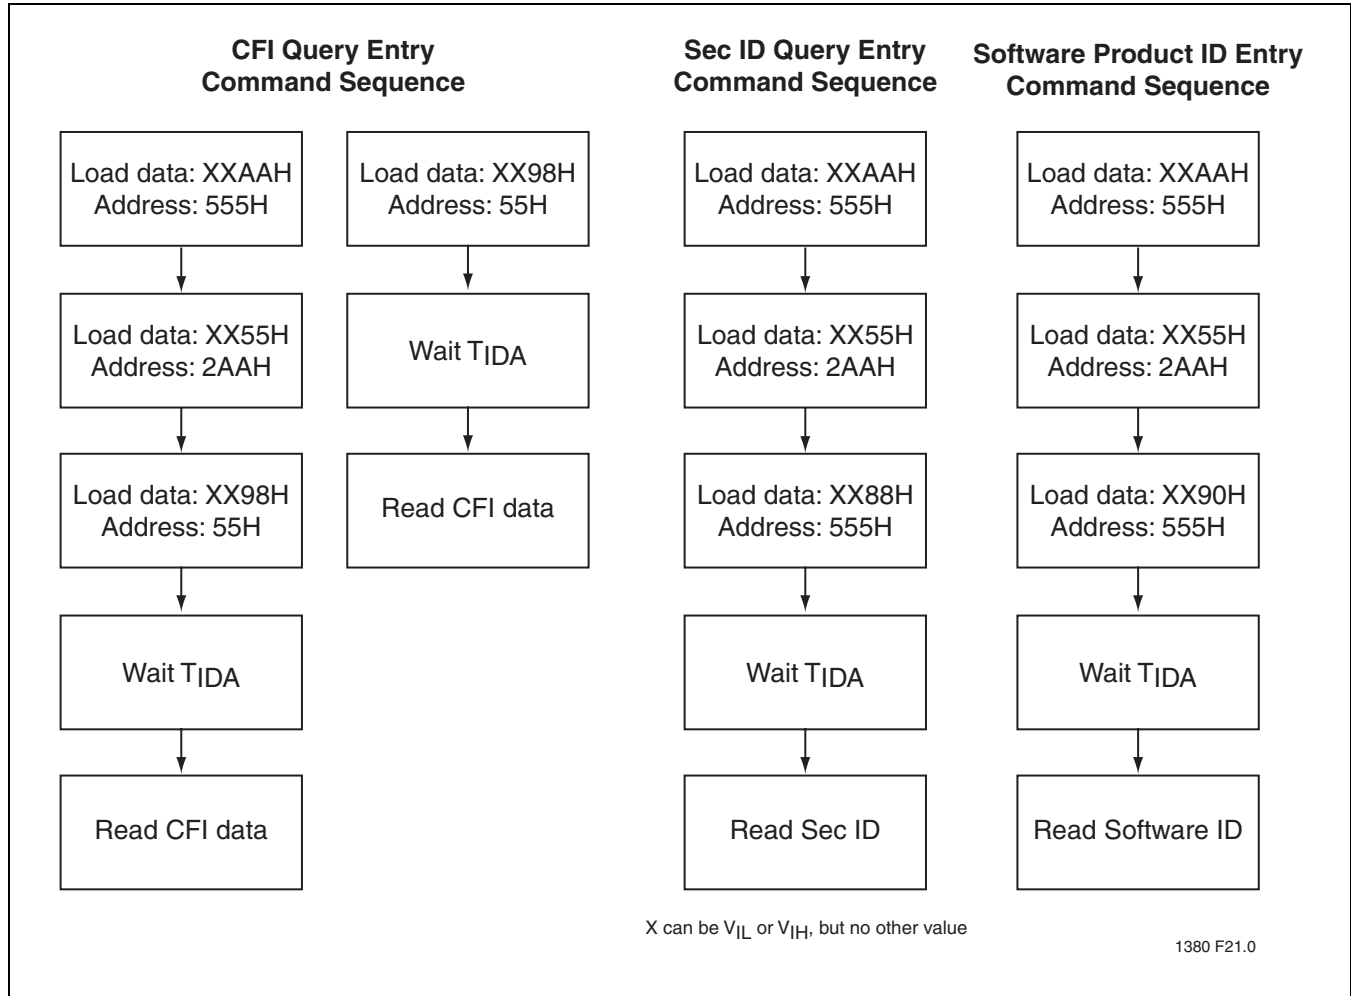 CFI Query Entry
Command Sequence
Load data: XXAAH
Address: 555H
Load data: XX55H
Address: 2AAH
Load data: XX98H
Address: 55H
Wait TIDA
Read CFI data
Load data: XX98H
Address: 55H
Wait TIDA
Read CFI data
Sec ID Query Entry
Command Sequence
Load data: XXAAH
Address: 555H
Load data: XX55H
Address: 2AAH
Load data: XX88H
Address: 555H
Wait TIDA
Read Sec ID
Software Product ID Entry
Command Sequence
Load data: XXAAH
Address: 555H
Load data: XX55H
Address: 2AAH
Load data: XX90H
Address: 555H
Wait TIDA
Read Software ID
X can be VIL or VIH, but no other value
1380 F21.0